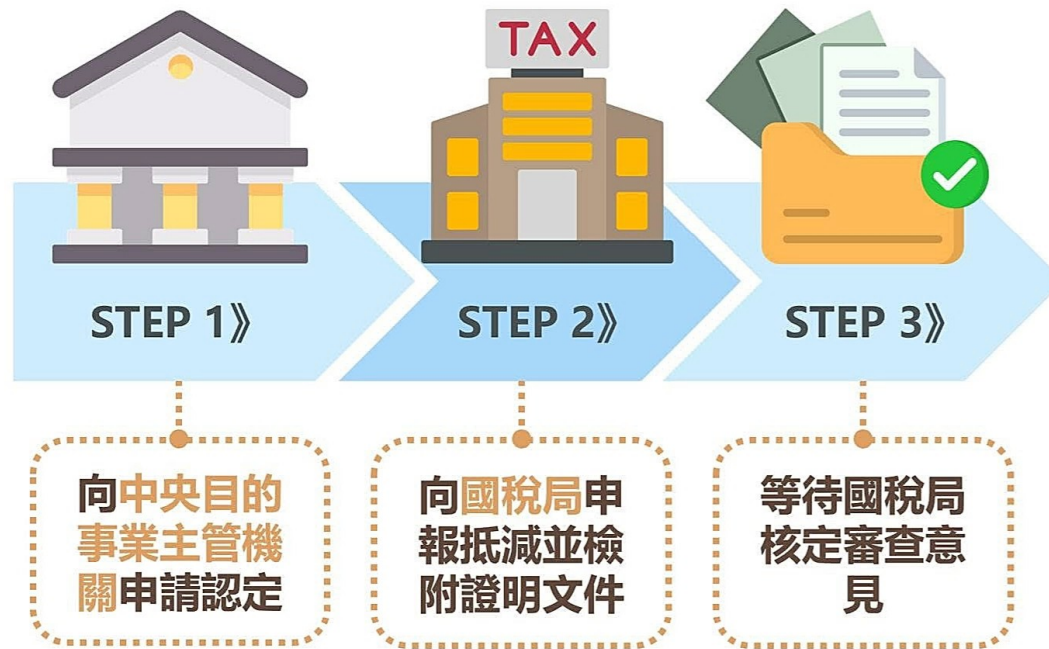 TAX
STEP 1》
STEP 2》
STEP 3》
向中央目的
事業主管機
關申請認定
向國稅局申
報抵減並檢
附證明文件
等待國稅局
核定審查意
見